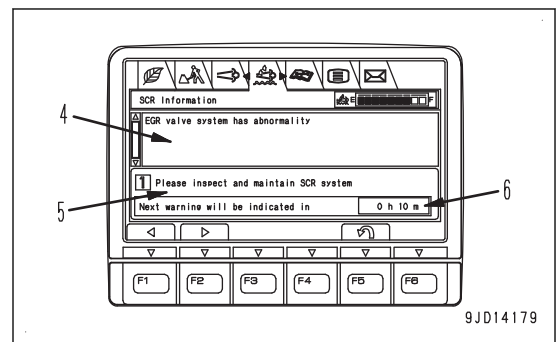 SCR Information
E F
EGR valve system has abnormality
4
1 Please inspect and maintain SCR system
5
6
Next warning will be indicated in 0 h 10 m
F1 F2 F3 F4 F5 F6
9JD14179